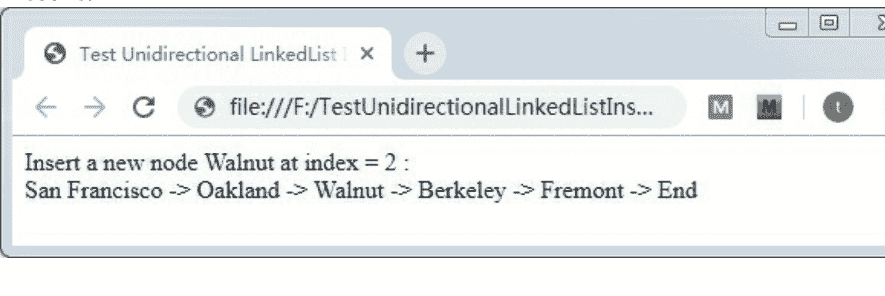 Test Unidirectional LinkedList
file:///F:/TestUnidirectionalLinkedListIns...
M M t
Insert a new node Walnut at index = 2 :
San Francisco -> Oakland -> Walnut -> Berkeley -> Fremont -> End